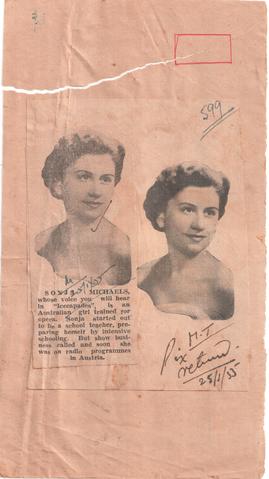 599
SONJA MICHAELS,
whose voice you will hear
in "Icecapades", is an
Australian girl trained for
opera. Sonja started out
to be a school teacher, pre-
paring herself by intensive
schooling. But show busi-
ness called and soon she
was on radio programmes
in Austria.
M.T
Pix
return.
25/1/53